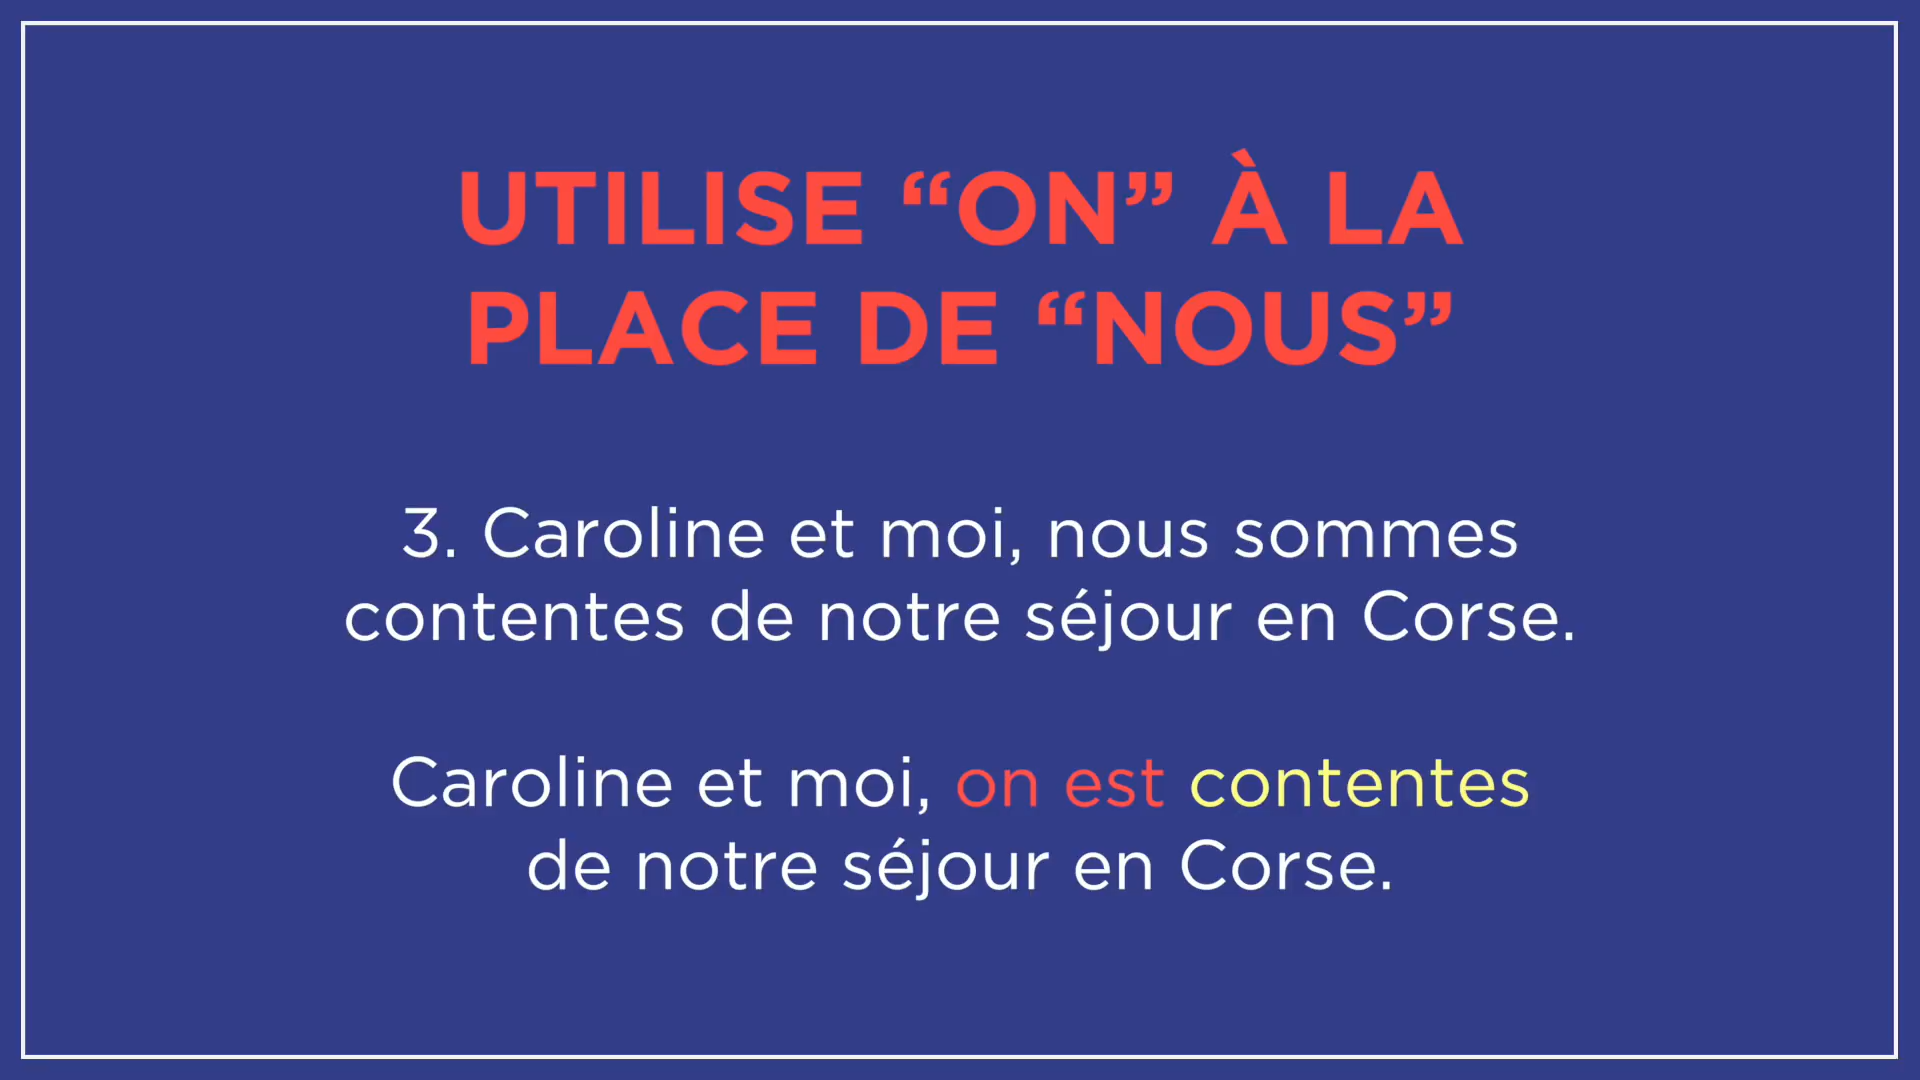 UTILISE “ON” À LA
PLACE DE “NOUS”
3. Caroline et moi, nous sommes
contentes de notre séjour en Corse.
Caroline et moi, on est contentes
de notre séjour en Corse.